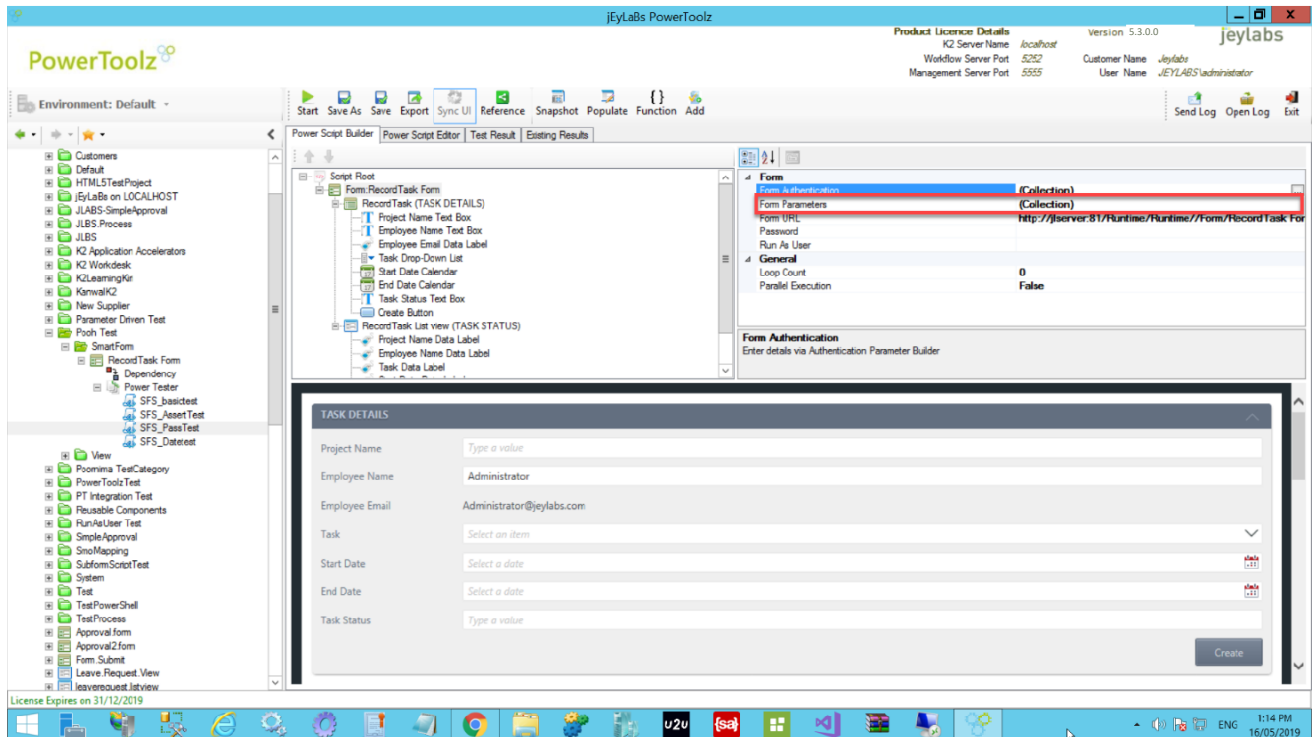 jEyLaBs PowerToolz
PowerToolz
Product Licence Details
Version 5.3.0.0
jeylabs
K2 Server Name localhost
Workflow Server Port 5252 Customer Name Jeylabs
Management Server Port 5555 User Name JEYLABS\administrator
Environment: Default
Start Save As Save Export Sync UI Reference Snapshot Populate Function Add
Send Log Open Log Exit
Power Script Builder Power Script Editor Test Result Existing Results
Customers
Default
HTML5TestProject
jEyLaBs on LOCALHOST
JLABS-SimpleApproval
JLBS.Process
JLBS
K2 Application Accelerators
K2 Workdesk
K2LearningKirr
KanwalK2
New Supplier
Parameter Driven Test
Pooh Test
SmartForm
RecordTask Form
Dependency
Power Tester
SFS_basictest
SFS_AssertTest
SFS_PassTest
SFS_Datetest
View
Poornima TestCategory
PowerToolzTest
PT Integration Test
Reusable Components
RunAsUser Test
SimpleApproval
SmoMapping
SubformScriptTest
System
Test
TestPowerShell
TestProcess
Approval.form
Approval2.form
Form.Submit
Leave.Request.View
leaverequest.listview
Script Root
Form:RecordTask Form
RecordTask (TASK DETAILS)
Project Name Text Box
Employee Name Text Box
Employee Email Data Label
Task Drop-Down List
Start Date Calendar
End Date Calendar
Task Status Text Box
Create Button
RecordTask List view (TASK STATUS)
Project Name Data Label
Employee Name Data Label
Task Data Label
Form
Form Authentication (Collection) ...
Form Parameters (Collection)
Form URL http://jlserver:81/Runtime/Runtime//Form/RecordTask For
Password
Run As User
General
Loop Count 0
Parallel Execution False
Form Authentication
Enter details via Authentication Parameter Builder
TASK DETAILS
Project Name Type a value
Employee Name Administrator
Employee Email Administrator@jeylabs.com
Task Select an item
Start Date Select a date
End Date Select a date
Task Status Type a value
Create
License Expires on 31/12/2019
U2U {sa} ENG 1:14 PM
16/05/2019